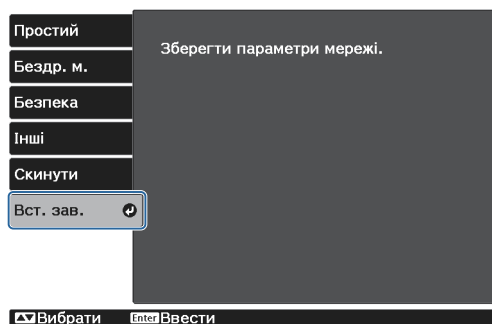 Простий
Бездр. м.
Безпека
Інші
Скинути
Вст. зав.
Зберегти параметри мережі.
Вибрати Enter Ввести